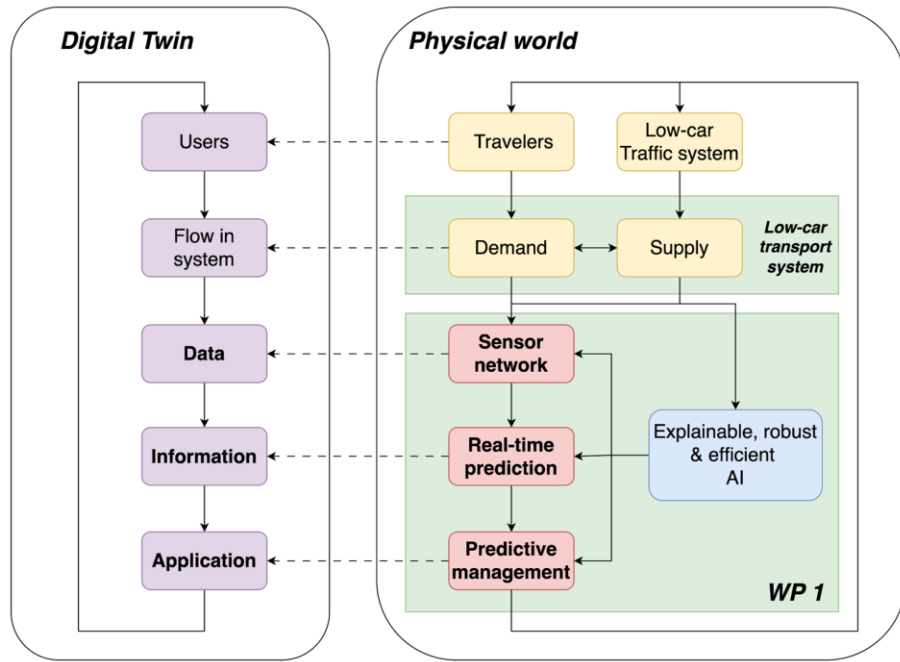 Digital Twin
Users
Flow in
system
Data
Information
Application
Physical world
Travelers
Low-car
Traffic system
Demand
Supply
Low-car
transport
system
Sensor
network
Real-time
prediction
Explainable, robust
& efficient
AI
Predictive
management
WP 1